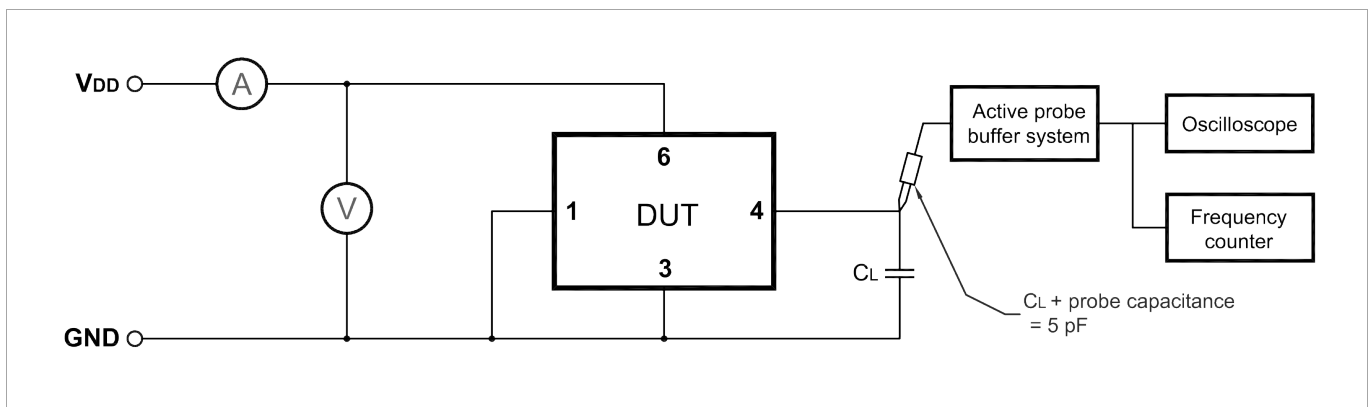 VDD
A
V
GND
6
1
DUT
4
3
CL
Active probe
buffer system
Oscilloscope
Frequency
counter
CL + probe capacitance
= 5 pF